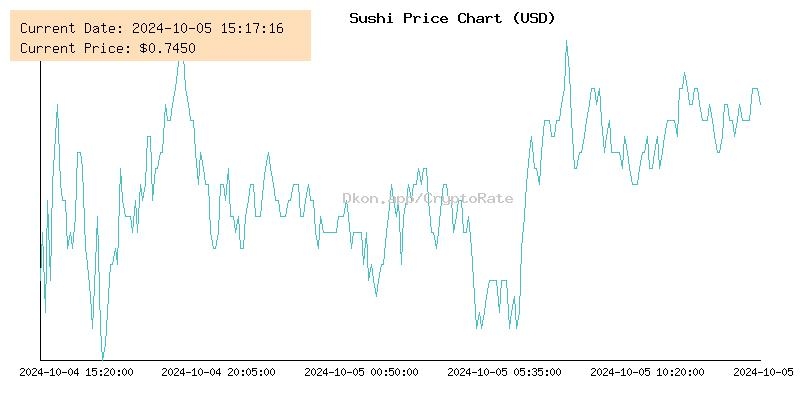 Sushi Price Chart (USD)
Current Date: 2024-10-05 15:17:16
Current Price: $0.7450
Dkon.app/CryptoRate
2024-10-04 15:20:00 2024-10-04 20:05:00 2024-10-05 00:50:00 2024-10-05 05:35:00 2024-10-05 10:20:00 2024-10-05